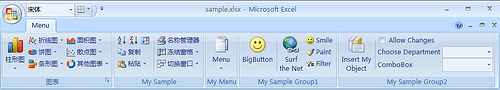 宋体
sample.xlsx - Microsoft Excel
Menu
柱形图
折线图
饼图
条形图
面积图
散点图
其他图表
图表
复制
粘贴
名称管理器
冻结窗格
切换窗口
My Sample
Menu
My Menu
BigButton
Surf the Net
Smile
Paint
Filter
My Sample Group1
Insert My Object
Allow Changes
Choose Department
ComboBox
My Sample Group2